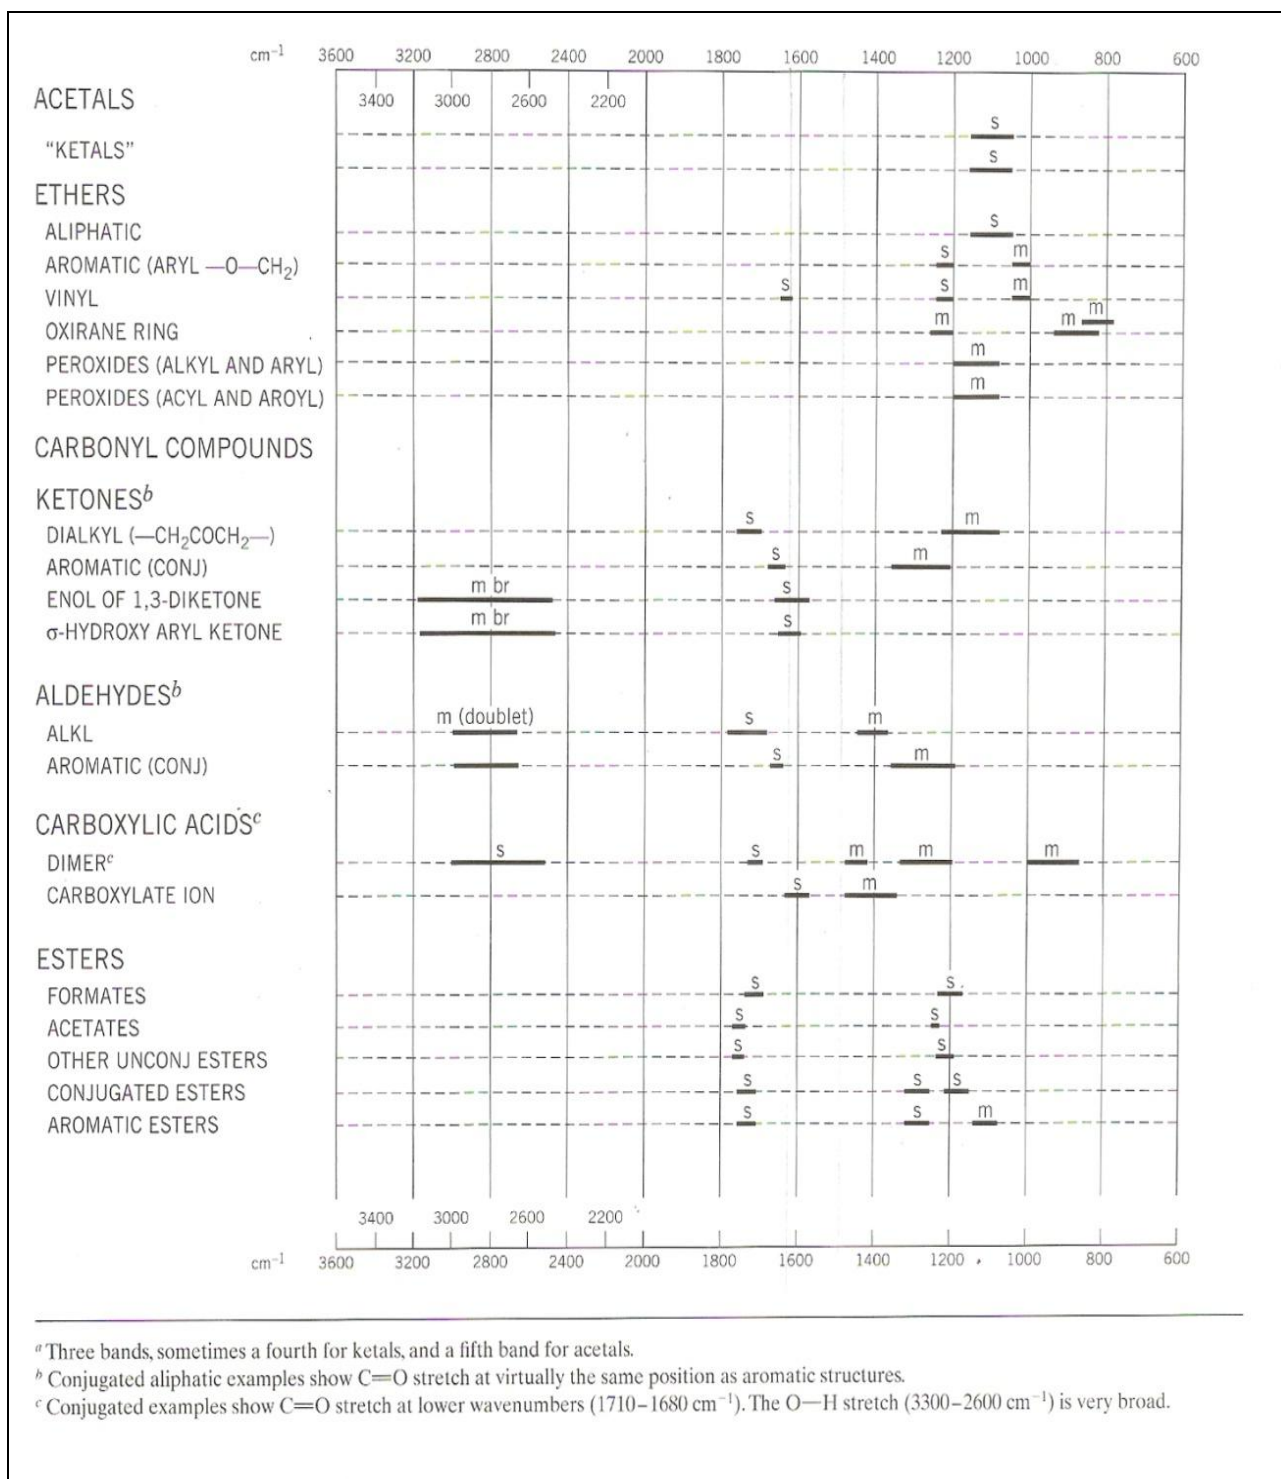 cm⁻¹ 3600 3200 2800 2400 2000 1800 1600 1400 1200 1000 800 600
3400 3000 2600 2200
ACETALS
s
"KETALS"
s
ETHERS
ALIPHATIC s
AROMATIC (ARYL —O—CH₂) s m
VINYL s s m
OXIRANE RING m m m
PEROXIDES (ALKYL AND ARYL) m
PEROXIDES (ACYL AND AROYL) m
CARBONYL COMPOUNDS
KETONESᵇ
DIALKYL (—CH₂COCH₂—) s m
AROMATIC (CONJ) s m
ENOL OF 1,3-DIKETONE m br s
σ-HYDROXY ARYL KETONE m br s
ALDEHYDESᵇ
ALKL m (doublet) s m
AROMATIC (CONJ) s m
CARBOXYLIC ACIDSᶜ
DIMERᶜ s s m m m
CARBOXYLATE ION s m
ESTERS
FORMATES s s
ACETATES s s
OTHER UNCONJ ESTERS s s
CONJUGATED ESTERS s s s
AROMATIC ESTERS s s m
3400 3000 2600 2200
cm⁻¹ 3600 3200 2800 2400 2000 1800 1600 1400 1200 1000 800 600
ᵃ Three bands, sometimes a fourth for ketals, and a fifth band for acetals.
ᵇ Conjugated aliphatic examples show C=O stretch at virtually the same position as aromatic structures.
ᶜ Conjugated examples show C=O stretch at lower wavenumbers (1710–1680 cm⁻¹). The O—H stretch (3300–2600 cm⁻¹) is very broad.